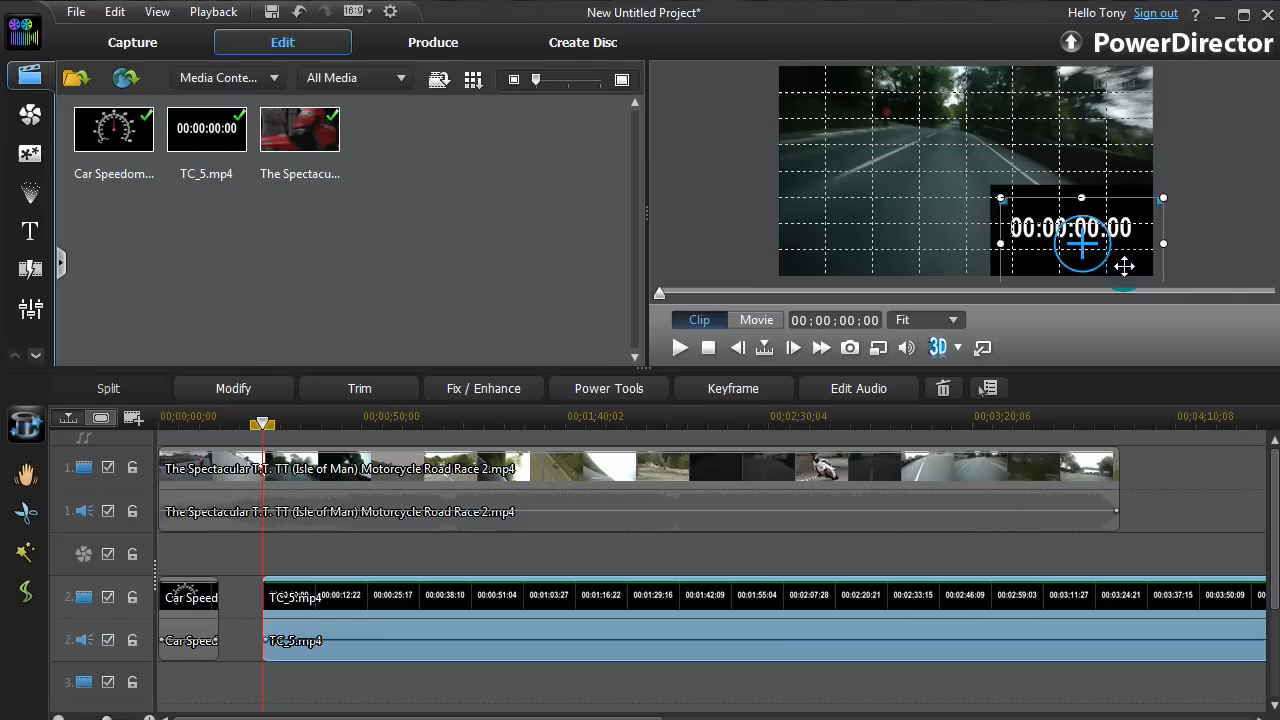 File Edit View Playback 16:9 New Untitled Project* Hello Tony Sign out ?
Capture Edit Produce Create Disc PowerDirector
Media Conte... All Media
00:00:00:00
Car Speedom... TC_5.mp4 The Spectacu...
00:00:00:00
Clip Movie 00;00;00;00 Fit
3D
Split Modify Trim Fix / Enhance Power Tools Keyframe Edit Audio
00;00;00;00 00;00;50;00 00;01;40;02 00;02;30;04 00;03;20;06 00;04;10;08
1. The Spectacular T.T. TT (Isle of Man) Motorcycle Road Race 2.mp4
1. The Spectacular T.T. TT (Isle of Man) Motorcycle Road Race 2.mp4
2. Car Speed TC_5.mp4 00:00:12:22 00:00:25:17 00:00:38:10 00:00:51:04 00:01:03:27 00:01:16:22 00:01:29:16 00:01:42:09 00:01:55:04 00:02:07:28 00:02:20:21 00:02:33:15 00:02:46:09 00:02:59:03 00:03:11:27 00:03:24:21 00:03:37:15 00:03:50:09
2. Car Speed TC_5.mp4
3.